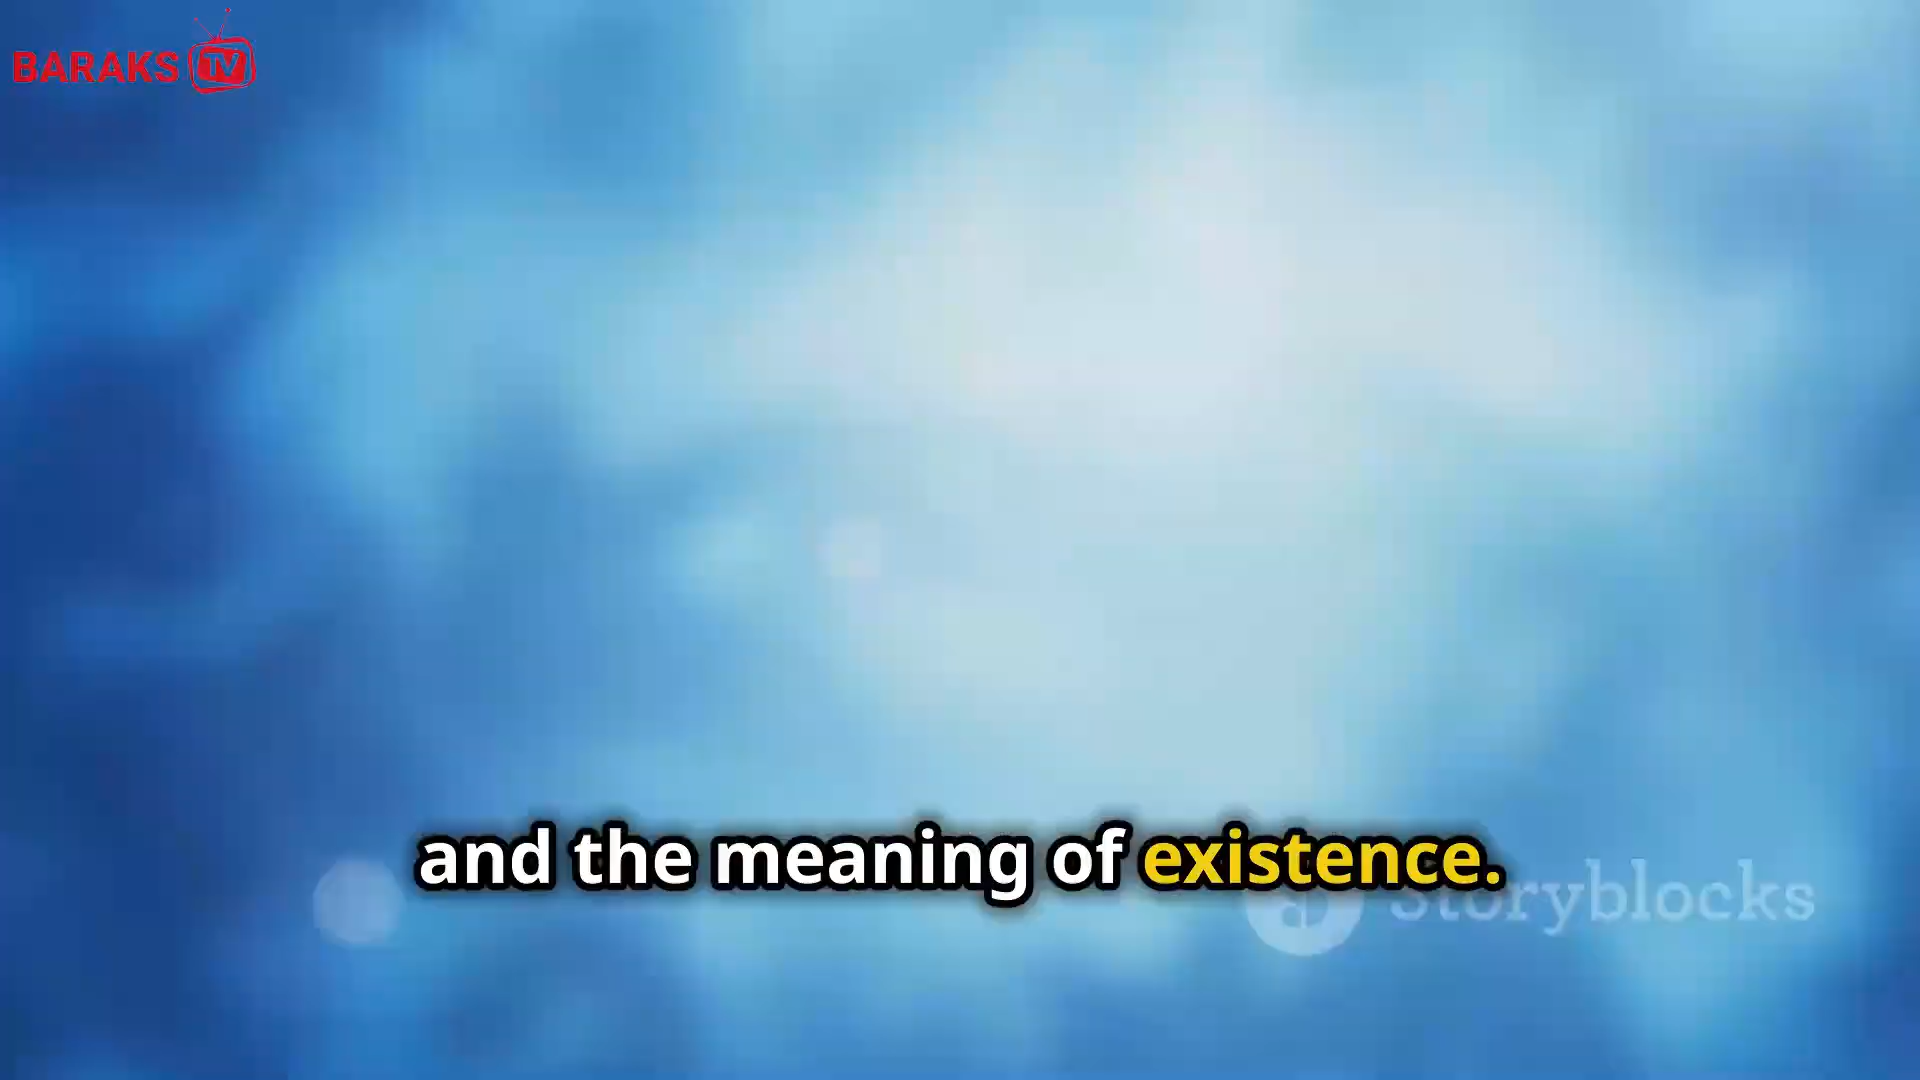 BARAKS TV
and the meaning of existence.
Storyblocks